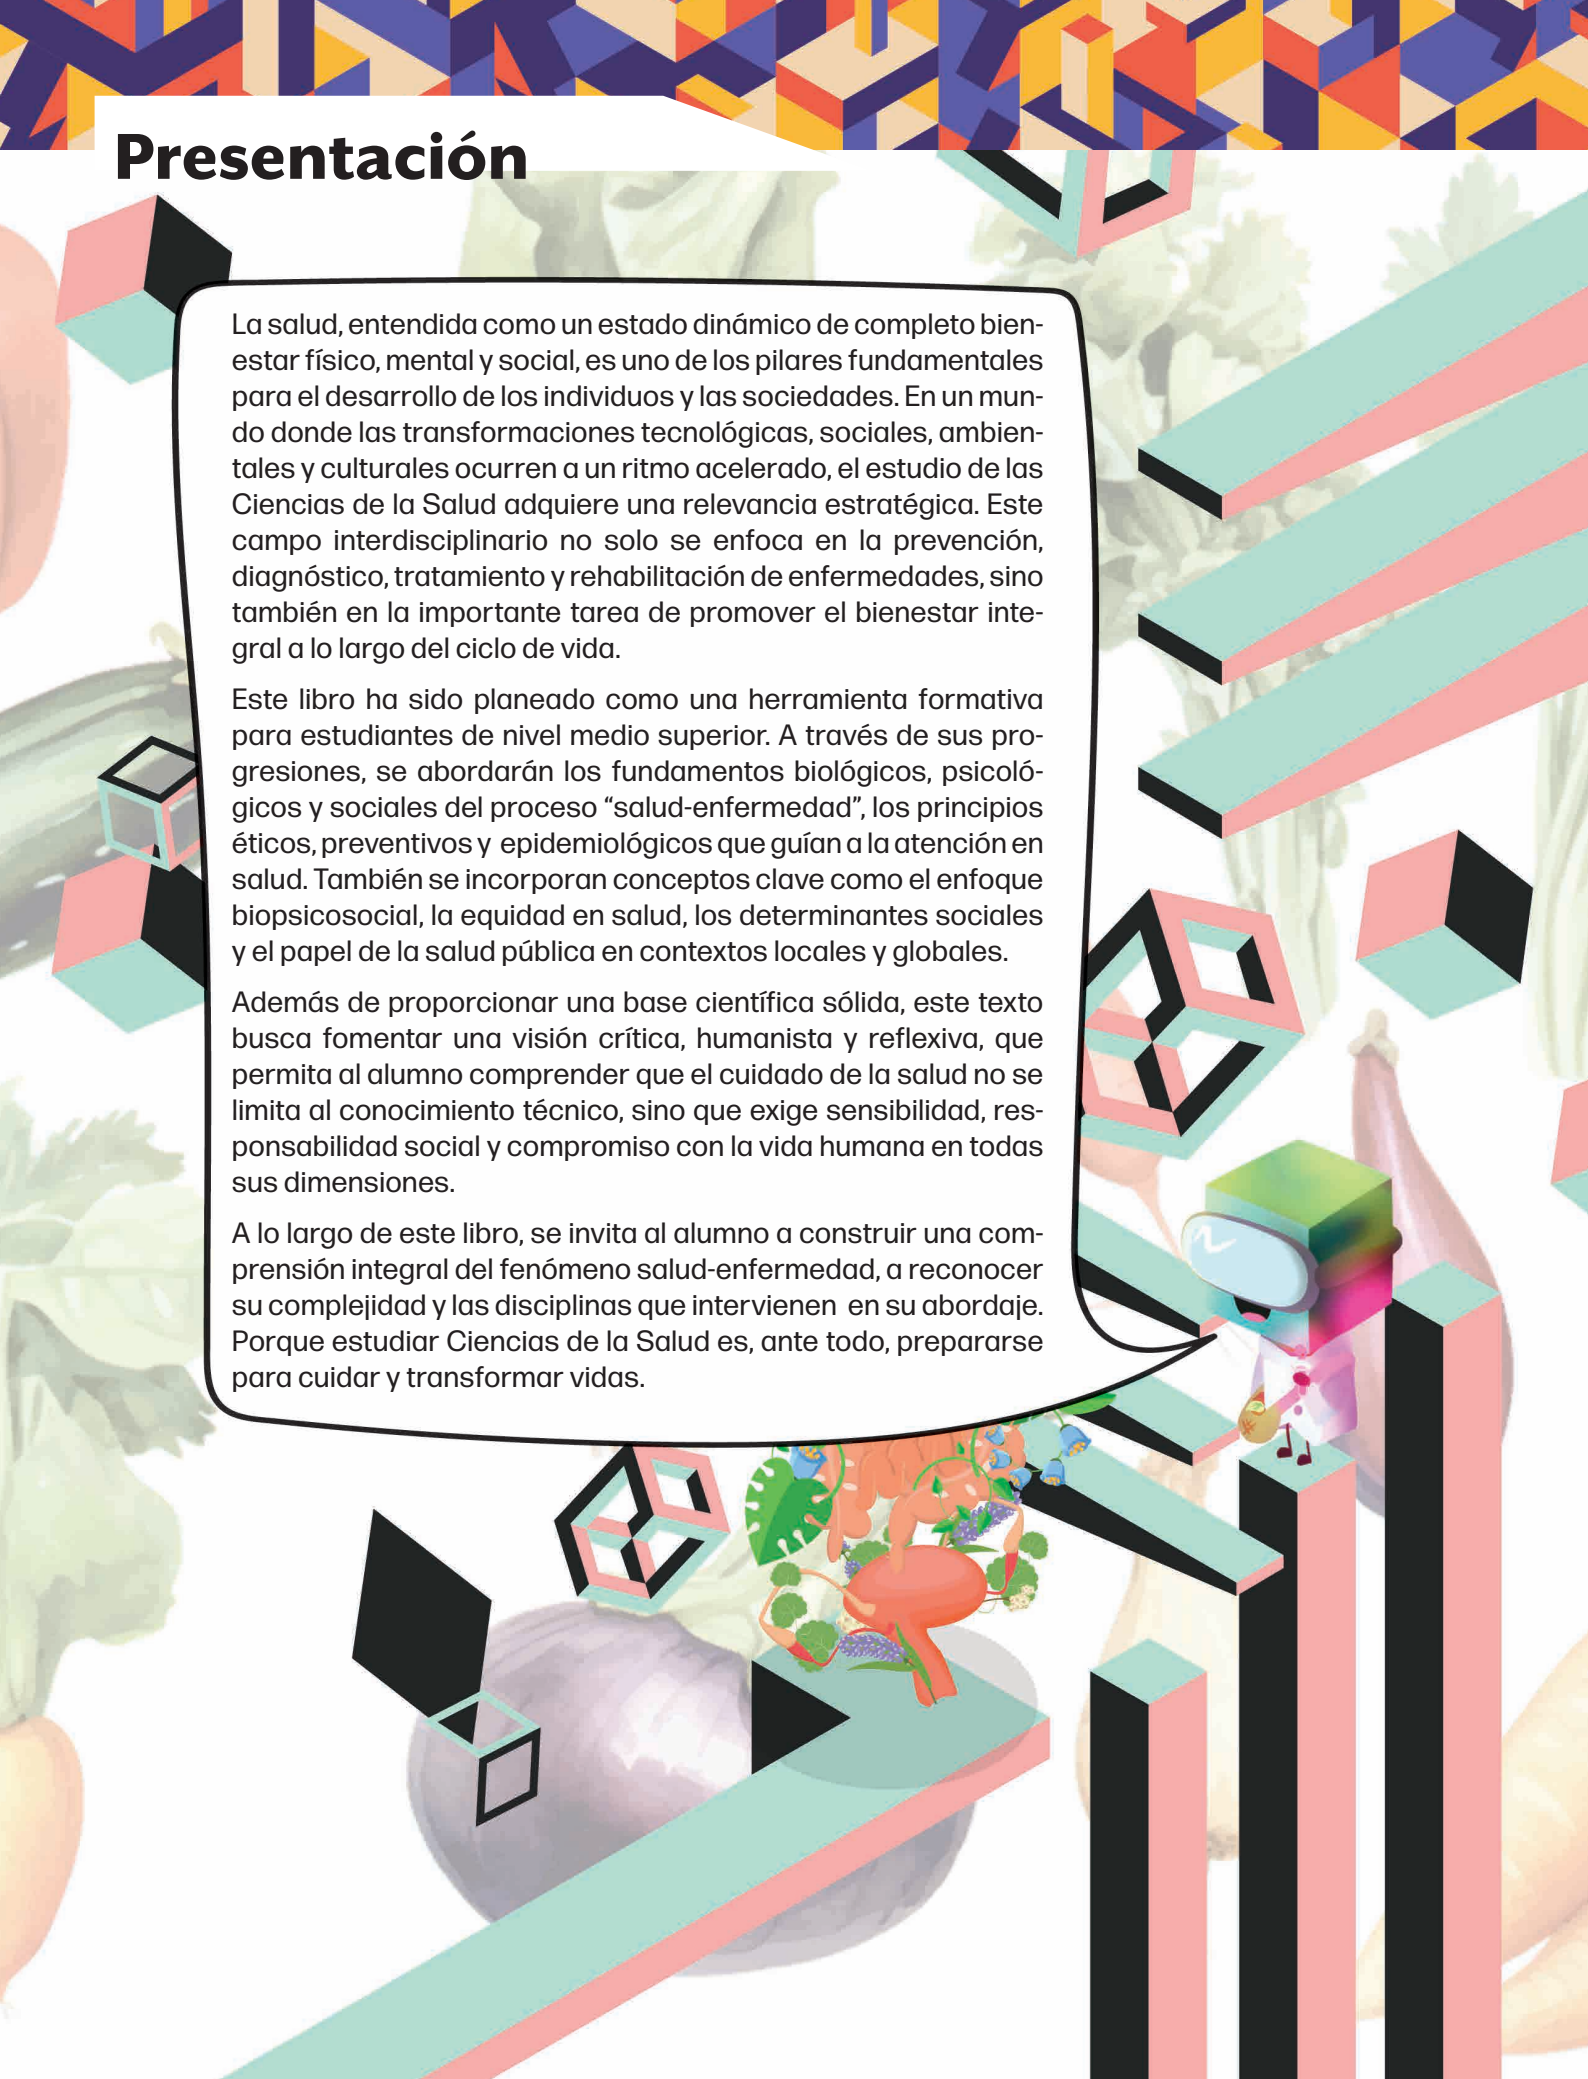 Presentación
La salud, entendida como un estado dinámico de completo bien-
estar físico, mental y social, es uno de los pilares fundamentales
para el desarrollo de los individuos y las sociedades. En un mun-
do donde las transformaciones tecnológicas, sociales, ambien-
tales y culturales ocurren a un ritmo acelerado, el estudio de las
Ciencias de la Salud adquiere una relevancia estratégica. Este
campo interdisciplinario no solo se enfoca en la prevención,
diagnóstico, tratamiento y rehabilitación de enfermedades, sino
también en la importante tarea de promover el bienestar inte-
gral a lo largo del ciclo de vida.
Este libro ha sido planeado como una herramienta formativa
para estudiantes de nivel medio superior. A través de sus pro-
gresiones, se abordarán los fundamentos biológicos, psicoló-
gicos y sociales del proceso “salud-enfermedad”, los principios
éticos, preventivos y epidemiológicos que guían a la atención en
salud. También se incorporan conceptos clave como el enfoque
biopsicosocial, la equidad en salud, los determinantes sociales
y el papel de la salud pública en contextos locales y globales.
Además de proporcionar una base científica sólida, este texto
busca fomentar una visión crítica, humanista y reflexiva, que
permita al alumno comprender que el cuidado de la salud no se
limita al conocimiento técnico, sino que exige sensibilidad, res-
ponsabilidad social y compromiso con la vida humana en todas
sus dimensiones.
A lo largo de este libro, se invita al alumno a construir una com-
prensión integral del fenómeno salud-enfermedad, a reconocer
su complejidad y las disciplinas que intervienen en su abordaje.
Porque estudiar Ciencias de la Salud es, ante todo, prepararse
para cuidar y transformar vidas.